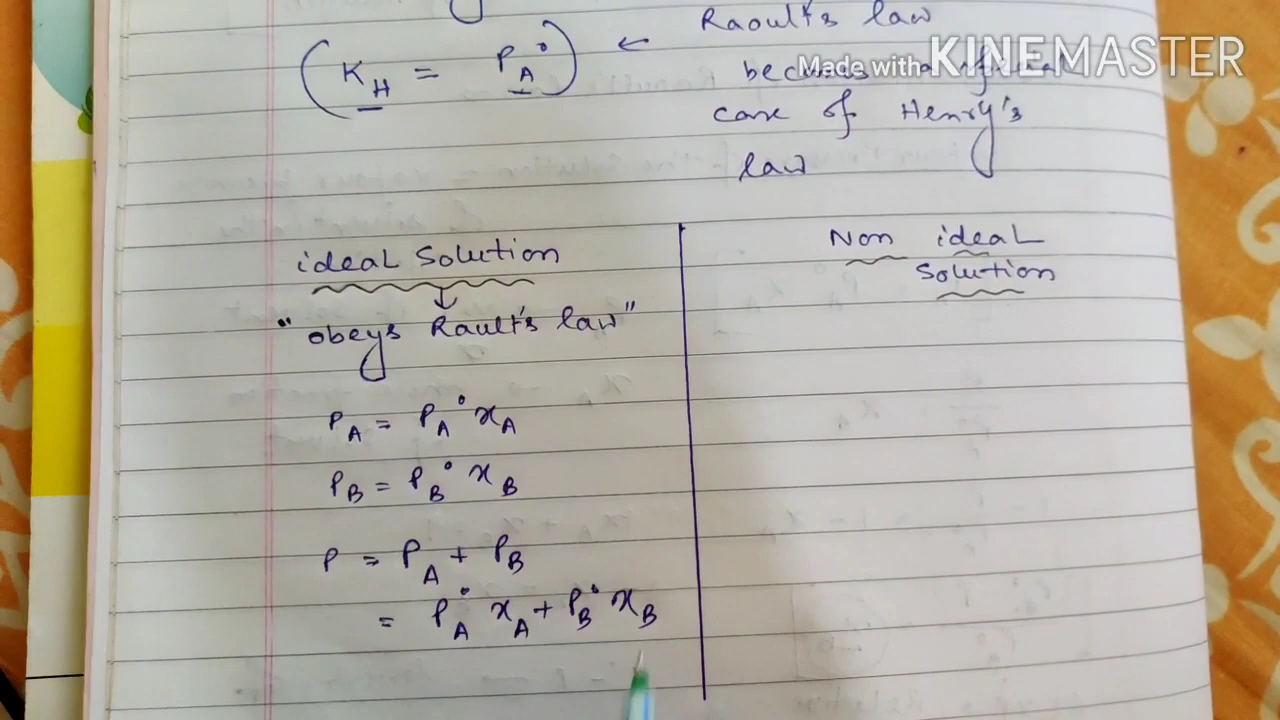 Raoult's law
(K_H = P_A°) ← becomes case of Henry's
law
Made with KINEMASTER
ideal Solution
"obeys Rault's law"
P_A = P_A° x_A
P_B = P_B° x_B
P = P_A + P_B
= P_A° x_A + P_B° x_B
Non ideal
Solution